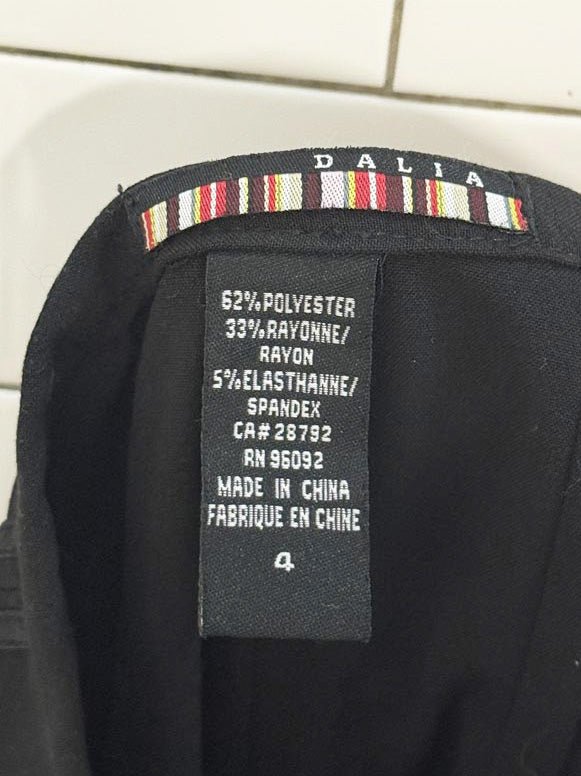 DALIA
62% POLYESTER
33% RAYONNE/
RAYON
5% ELASTHANNE/
SPANDEX
CA# 28792
RN 96092
MADE IN CHINA
FABRIQUE EN CHINE
4